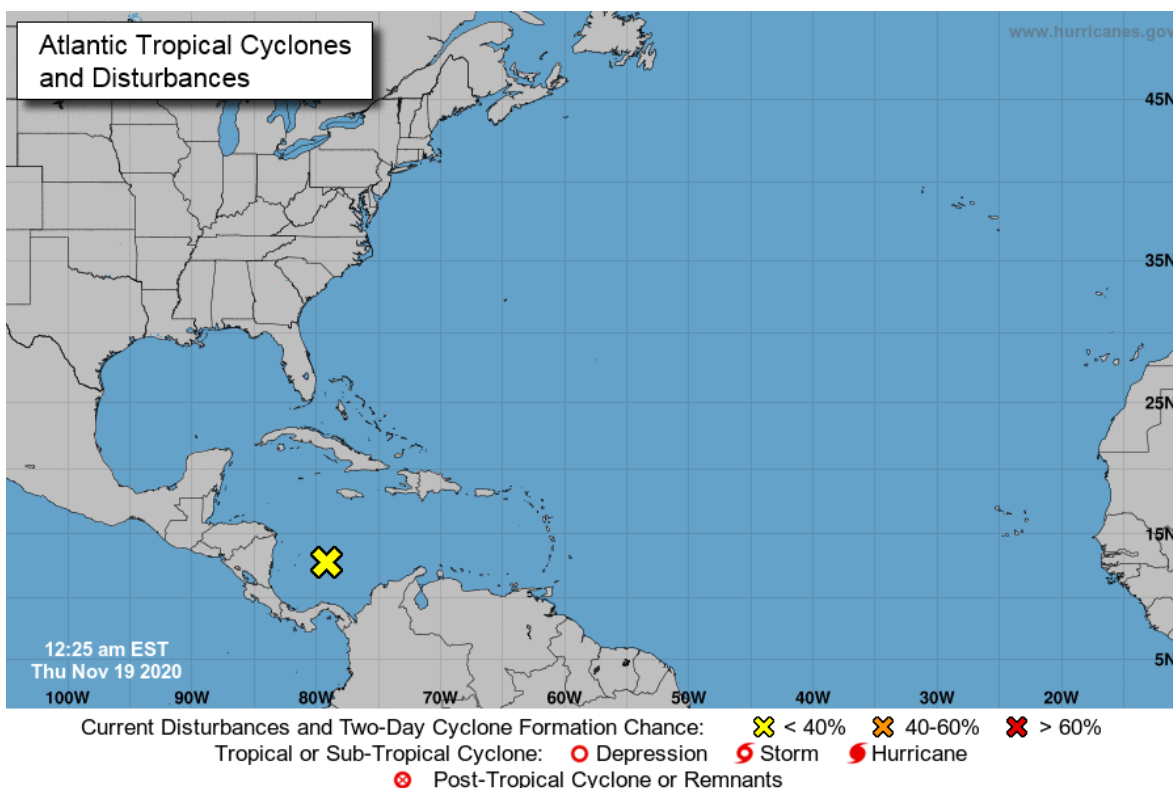 Atlantic Tropical Cyclones
and Disturbances
www.hurricanes.gov
45N
35N
25N
15N
5N
12:25 am EST
Thu Nov 19 2020
100W 90W 80W 70W 60W 50W 40W 30W 20W
Current Disturbances and Two-Day Cyclone Formation Chance: < 40% 40-60% > 60%
Tropical or Sub-Tropical Cyclone: Depression Storm Hurricane
Post-Tropical Cyclone or Remnants